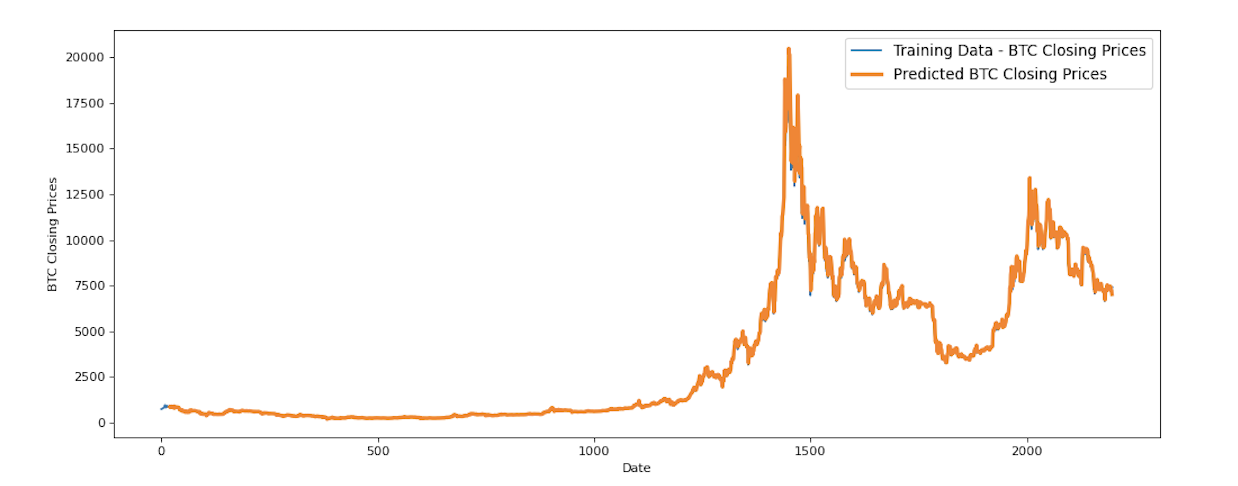 Training Data - BTC Closing Prices
Predicted BTC Closing Prices
20000
17500
15000
12500
10000
7500
5000
2500
0
BTC Closing Prices
0 500 1000 1500 2000
Date